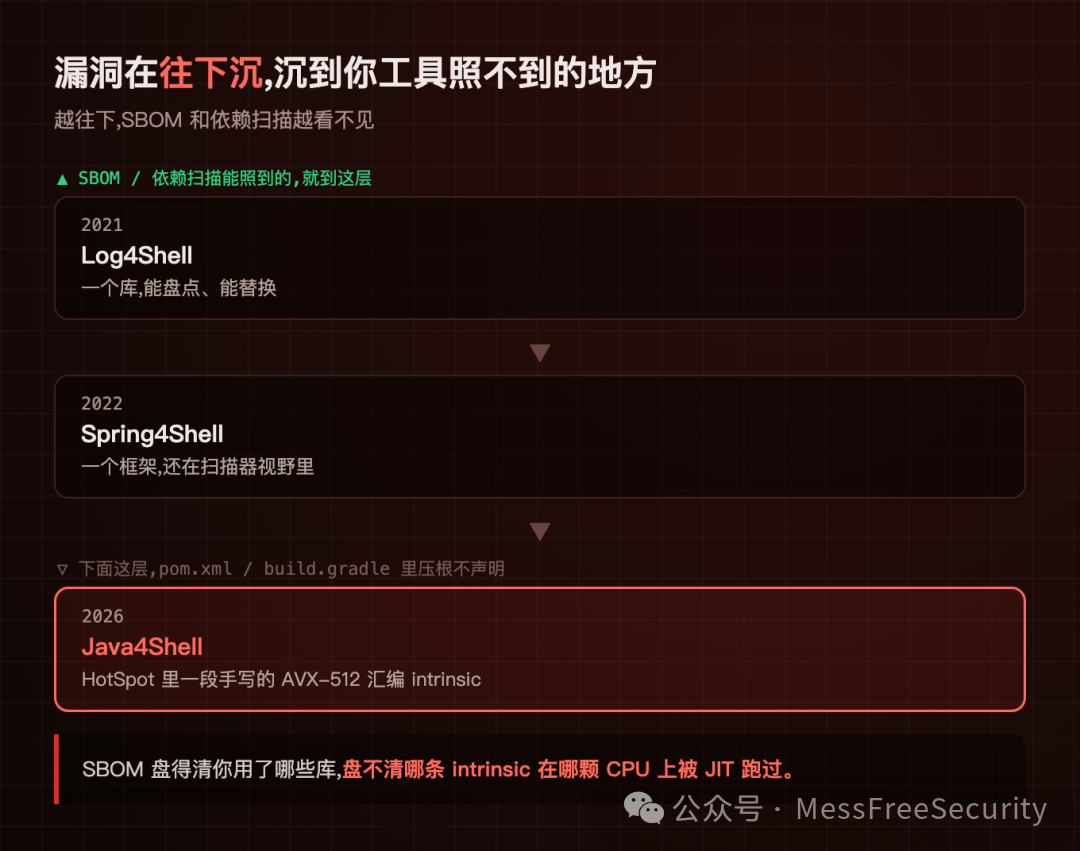 漏洞在往下沉,沉到你工具照不到的地方
越往下,SBOM 和依赖扫描越看不见
▲ SBOM / 依赖扫描能照到的,就到这层
2021
Log4Shell
一个库,能盘点、能替换
2022
Spring4Shell
一个框架,还在扫描器视野里
▽ 下面这层,pom.xml / build.gradle 里压根不声明
2026
Java4Shell
HotSpot 里一段手写的 AVX-512 汇编 intrinsic
SBOM 盘得清你用了哪些库,盘不清哪条 intrinsic 在哪颗 CPU 上被 JIT 跑过。
公众号 · MessFreeSecurity